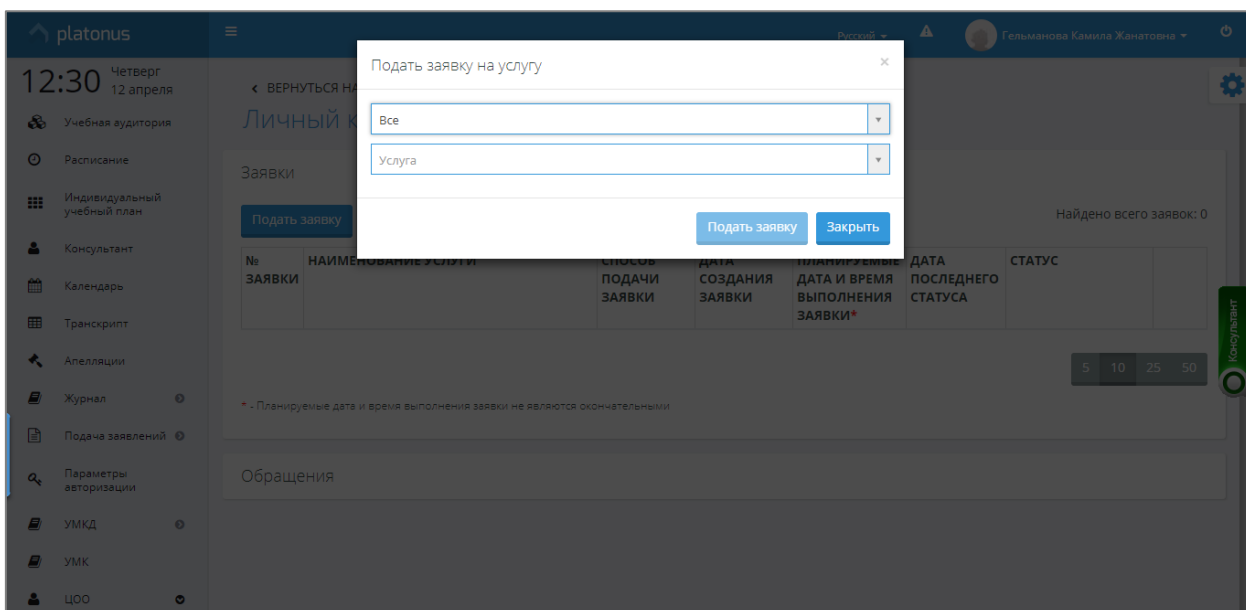 platonus
Русский
Гельманова Камила Жанатовна
12:30 Четверг
12 апреля
Учебная аудитория
Расписание
Индивидуальный
учебный план
Консультант
Календарь
Транскрипт
Апелляции
Журнал
Подача заявлений
Параметры
авторизации
УМКД
УМК
ЦОО
ВЕРНУТЬСЯ НА
Личный к
Подать заявку на услугу
×
Все
Услуга
Подать заявку
Закрыть
Заявки
Подать заявку
Найдено всего заявок: 0
№
ЗАЯВКИ
НАИМЕНОВАНИЕ УСЛУГИ
СПОСОБ
ПОДАЧИ
ЗАЯВКИ
ДАТА
СОЗДАНИЯ
ЗАЯВКИ
ПЛАНИРУЕМЫЕ
ДАТА И ВРЕМЯ
ВЫПОЛНЕНИЯ
ЗАЯВКИ*
ДАТА
ПОСЛЕДНЕГО
СТАТУСА
СТАТУС
5 10 25 50
* - Планируемые дата и время выполнения заявки не являются окончательными
Обращения
Консультант